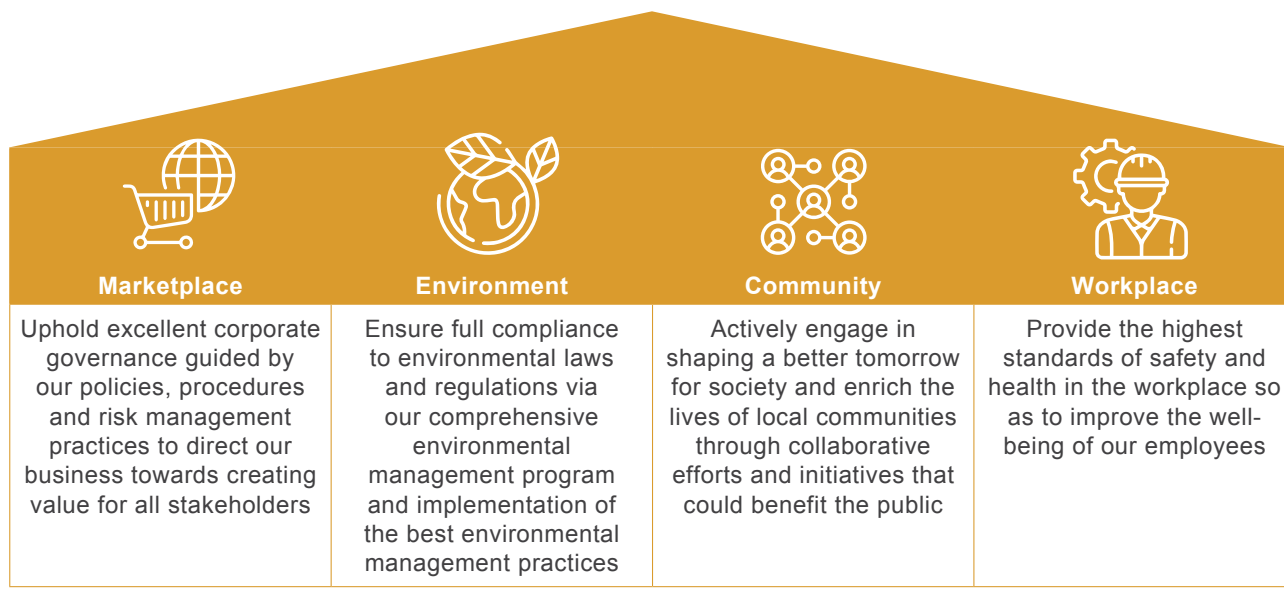 Marketplace
Uphold excellent corporate
governance guided by
our policies, procedures
and risk management
practices to direct our
business towards creating
value for all stakeholders
Environment
Ensure full compliance
to environmental laws
and regulations via
our comprehensive
environmental
management program
and implementation of
the best environmental
management practices
Community
Actively engage in
shaping a better tomorrow
for society and enrich the
lives of local communities
through collaborative
efforts and initiatives that
could benefit the public
Workplace
Provide the highest
standards of safety and
health in the workplace so
as to improve the well-
being of our employees